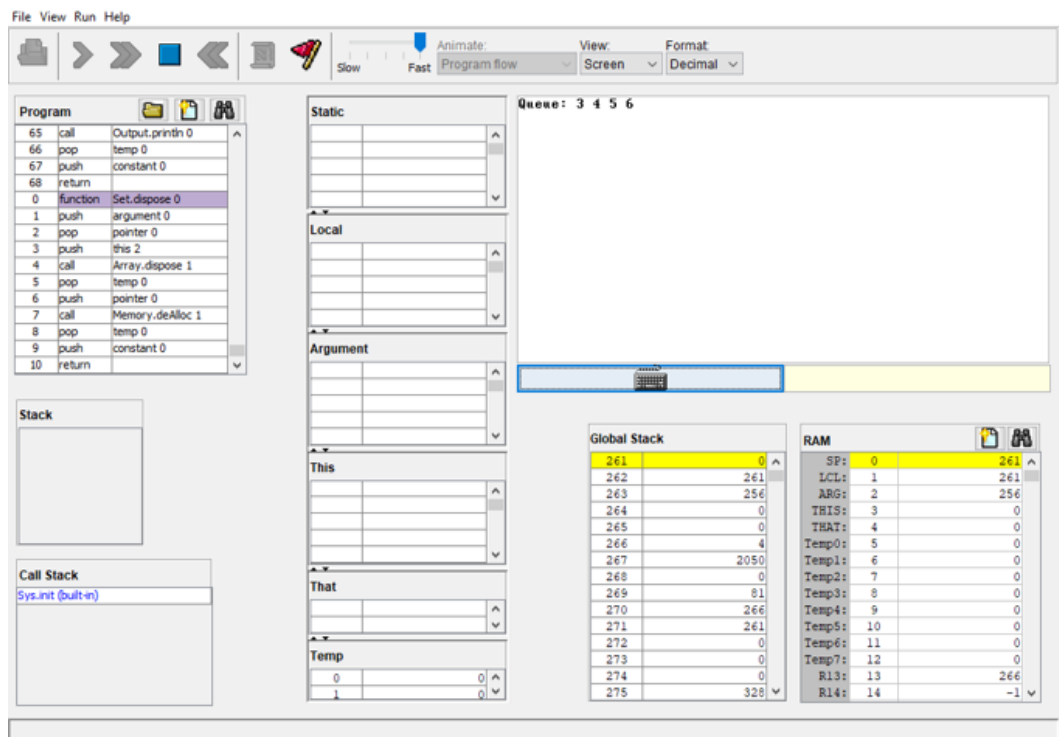 File View Run Help
Slow Fast
Animate: Program flow
View: Screen
Format: Decimal
Program
65 call Output.println 0
66 pop temp 0
67 push constant 0
68 return
0 function Set.dispose 0
1 push argument 0
2 pop pointer 0
3 push this 2
4 call Array.dispose 1
5 pop temp 0
6 push pointer 0
7 call Memory.deAlloc 1
8 pop temp 0
9 push constant 0
10 return
Stack
Call Stack
Sys.init (built-in)
Static
Local
Argument
This
That
Temp
0 0
1 0
Queue: 3 4 5 6
Global Stack
261 0
262 261
263 256
264 0
265 0
266 4
267 2050
268 0
269 81
270 266
271 261
272 0
273 0
274 0
275 328
RAM
SP: 0 261
LCL: 1 261
ARG: 2 256
THIS: 3 0
THAT: 4 0
Temp0: 5 0
Temp1: 6 0
Temp2: 7 0
Temp3: 8 0
Temp4: 9 0
Temp5: 10 0
Temp6: 11 0
Temp7: 12 0
R13: 13 266
R14: 14 -1